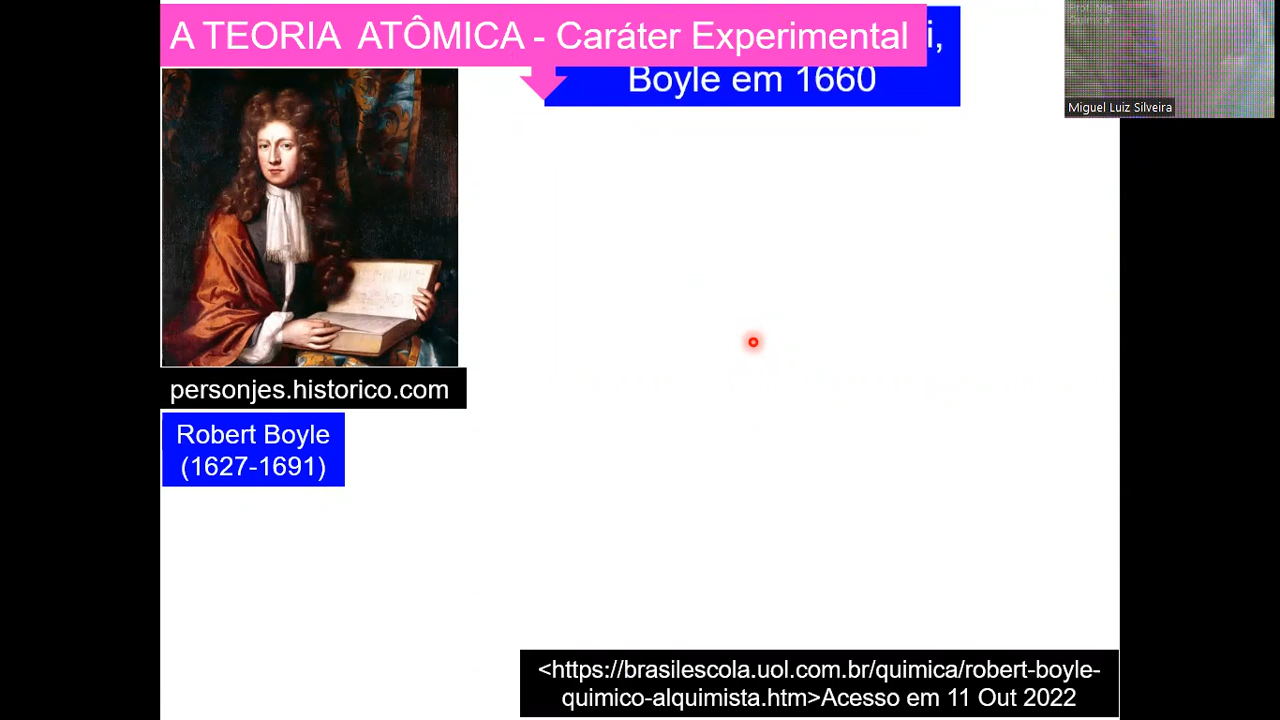 A TEORIA ATÔMICA - Caráter Experimental
i,
Boyle em 1660
Miguel Luiz Silveira
personjes.historico.com
Robert Boyle
(1627-1691)
<https://brasilescola.uol.com.br/quimica/robert-boyle-
quimico-alquimista.htm>Acesso em 11 Out 2022